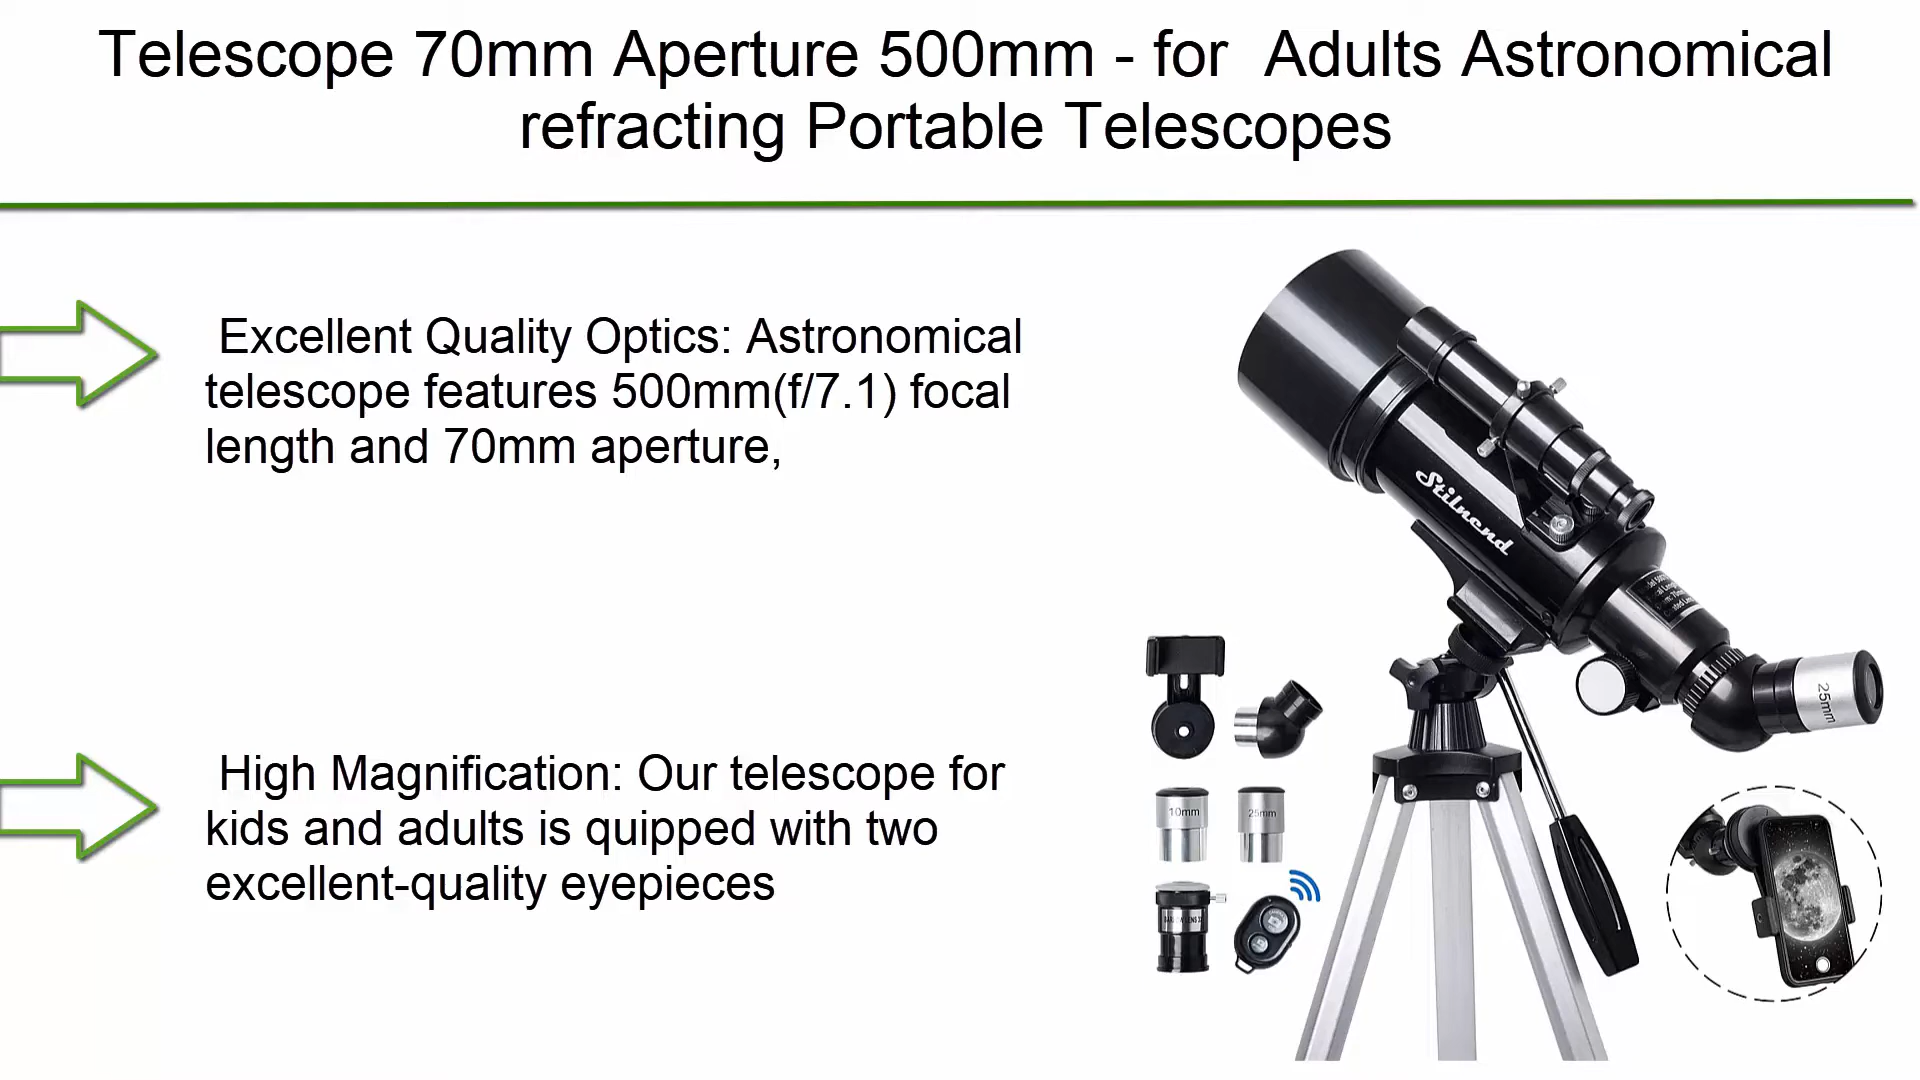 Telescope 70mm Aperture 500mm - for  Adults Astronomical
refracting Portable Telescopes
Excellent Quality Optics: Astronomical
telescope features 500mm(f/7.1) focal
length and 70mm aperture,
High Magnification: Our telescope for
kids and adults is quipped with two
excellent-quality eyepieces
Stilnend
25mm
10mm
25mm